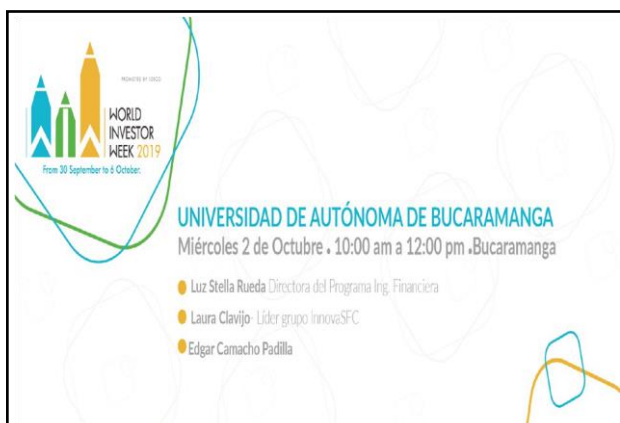 PROMOTED BY IOSCO
WORLD
INVESTOR
WEEK 2019
From 30 September to 6 October.
UNIVERSIDAD DE AUTÓNOMA DE BUCARAMANGA
Miércoles 2 de Octubre . 10:00 am a 12:00 pm .Bucaramanga
Luz Stella Rueda Directora del Programa Ing. Financiera
Laura Clavijo- Líder grupo InnovaSFC
Edgar Camacho Padilla